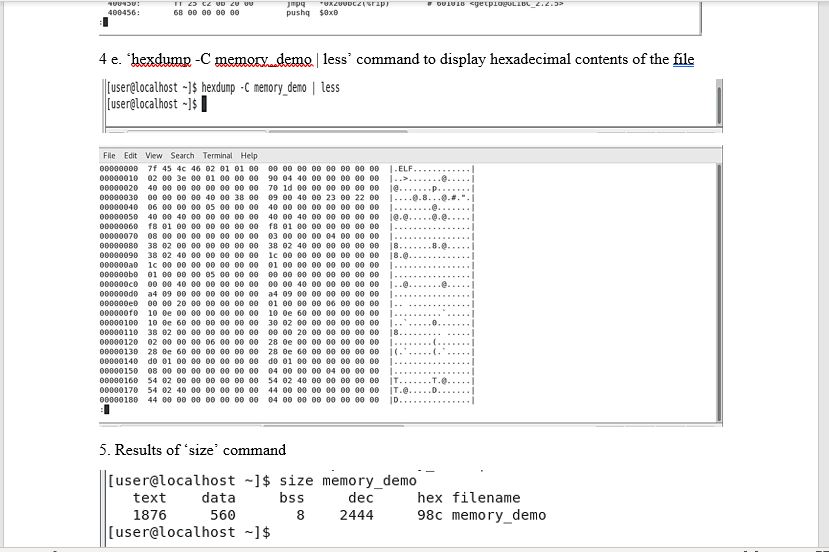 400456: 68 00 00 00 00 pushq $0x0
:
4 e. ‘hexdump -C memory_demo | less’ command to display hexadecimal contents of the file
[user@localhost ~]$ hexdump -C memory_demo | less
[user@localhost ~]$
File Edit View Search Terminal Help
00000000 7f 45 4c 46 02 01 01 00 00 00 00 00 00 00 00 00 |.ELF............|
00000010 02 00 3e 00 01 00 00 00 90 04 40 00 00 00 00 00 |..>.......@.....|
00000020 40 00 00 00 00 00 00 00 70 1d 00 00 00 00 00 00 |@.......p.......|
00000030 00 00 00 00 40 00 38 00 09 00 40 00 23 00 22 00 |....@.8...@.#.".|
00000040 06 00 00 00 05 00 00 00 40 00 00 00 00 00 00 00 |........@.......|
00000050 40 00 40 00 00 00 00 00 40 00 40 00 00 00 00 00 |@.@.....@.@.....|
00000060 f8 01 00 00 00 00 00 00 f8 01 00 00 00 00 00 00 |................|
00000070 08 00 00 00 00 00 00 00 03 00 00 00 04 00 00 00 |................|
00000080 38 02 00 00 00 00 00 00 38 02 40 00 00 00 00 00 |8.......8.@.....|
00000090 38 02 40 00 00 00 00 00 1c 00 00 00 00 00 00 00 |8.@.............|
000000a0 1c 00 00 00 00 00 00 00 01 00 00 00 00 00 00 00 |................|
000000b0 01 00 00 00 05 00 00 00 00 00 00 00 00 00 00 00 |................|
000000c0 00 00 40 00 00 00 00 00 00 00 40 00 00 00 00 00 |..@.......@.....|
000000d0 a4 09 00 00 00 00 00 00 a4 09 00 00 00 00 00 00 |................|
000000e0 00 00 20 00 00 00 00 00 01 00 00 00 06 00 00 00 |.. .............|
000000f0 10 0e 00 00 00 00 00 00 10 0e 60 00 00 00 00 00 |..........`.....|
00000100 10 0e 60 00 00 00 00 00 30 02 00 00 00 00 00 00 |..`.....0.......|
00000110 38 02 00 00 00 00 00 00 00 00 20 00 00 00 00 00 |8......... .....|
00000120 02 00 00 00 06 00 00 00 28 0e 00 00 00 00 00 00 |........(.......|
00000130 28 0e 60 00 00 00 00 00 28 0e 60 00 00 00 00 00 |(.`.....(.`.....|
00000140 d0 01 00 00 00 00 00 00 d0 01 00 00 00 00 00 00 |................|
00000150 08 00 00 00 00 00 00 00 04 00 00 00 04 00 00 00 |................|
00000160 54 02 00 00 00 00 00 00 54 02 40 00 00 00 00 00 |T.......T.@.....|
00000170 54 02 40 00 00 00 00 00 44 00 00 00 00 00 00 00 |T.@.....D.......|
00000180 44 00 00 00 00 00 00 00 04 00 00 00 00 00 00 00 |D...............|
:
5. Results of ‘size’ command
[user@localhost ~]$ size memory_demo
text data bss dec hex filename
1876 560 8 2444 98c memory_demo
[user@localhost ~]$